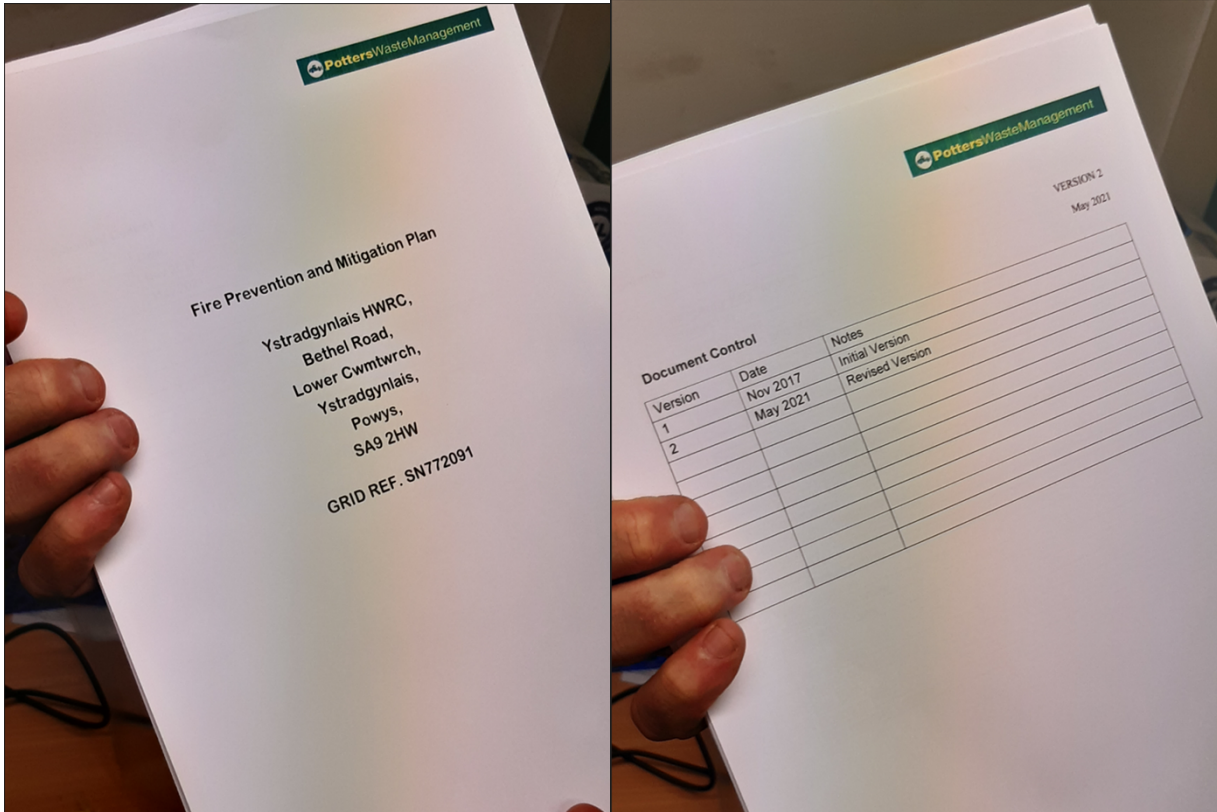 PottersWasteManagement
Fire Prevention and Mitigation Plan
Ystradgynlais HWRC,
Bethel Road,
Lower Cwmtwrch,
Ystradgynlais,
Powys,
SA9 2HW
GRID REF. SN772091
PottersWasteManagement
VERSION 2
May 2021
Document Control
Version Date Notes
1 Nov 2017 Initial Version
2 May 2021 Revised Version